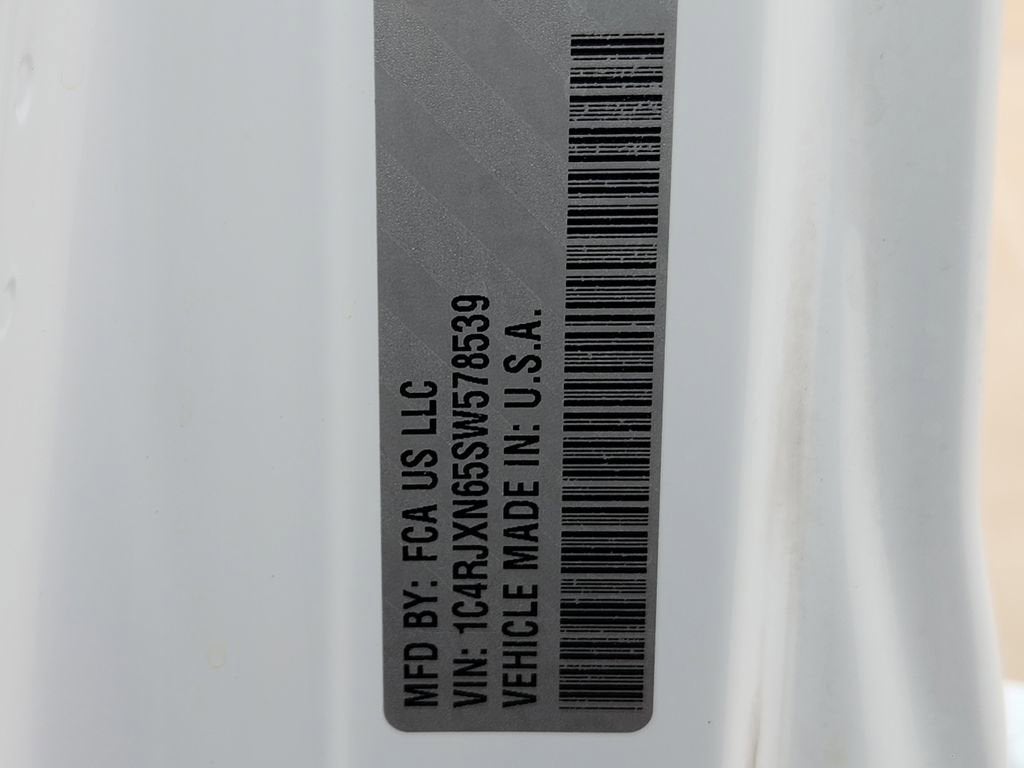 MFD BY: FCA US LLC
VIN: 1C4RJXN65SW578539
VEHICLE MADE IN: U.S.A.